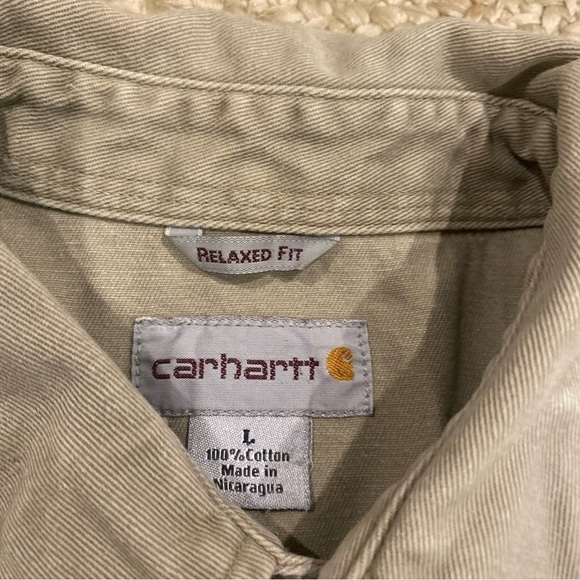 RELAXED FIT
carhartt
L
100%Cotton
Made in
Nicaragua